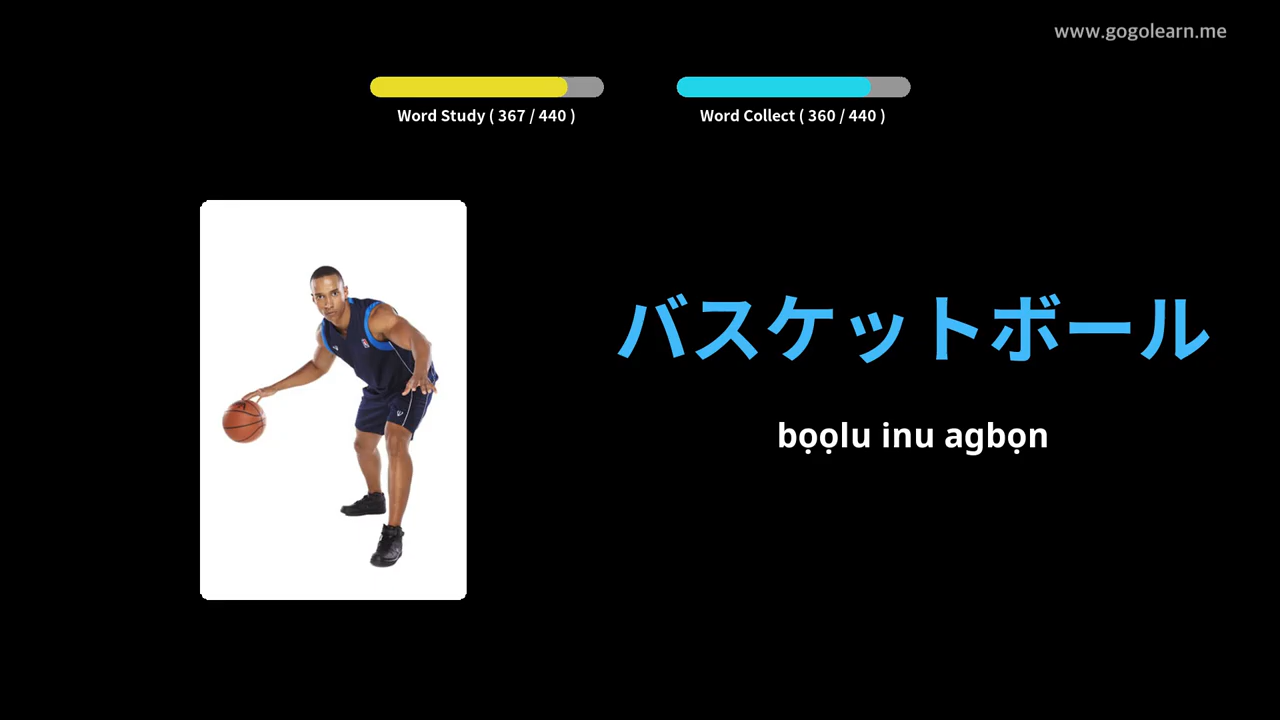 www.gogolearn.me
Word Study ( 367 / 440 )
Word Collect ( 360 / 440 )
バスケットボール
bọọlu inu agbọn